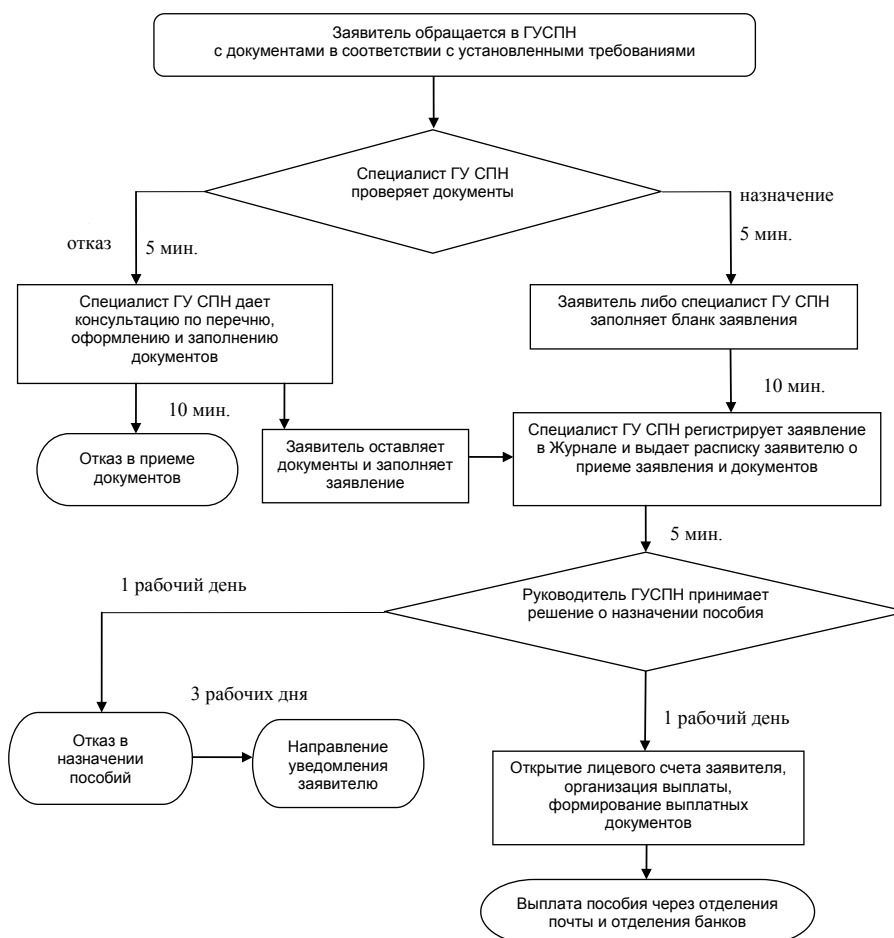 Заявитель обращается в ГУСПН
с документами в соответствии с установленными требованиями
Специалист ГУ СПН
проверяет документы
отказ
5 мин.
назначение
5 мин.
Специалист ГУ СПН дает
консультацию по перечню,
оформлению и заполнению
документов
Заявитель либо специалист ГУ СПН
заполняет бланк заявления
10 мин.
10 мин.
Отказ в приеме
документов
Заявитель оставляет
документы и заполняет
заявление
Специалист ГУ СПН регистрирует заявление
в Журнале и выдает расписку заявителю о
приеме заявления и документов
5 мин.
1 рабочий день
Руководитель ГУСПН принимает
решение о назначении пособия
3 рабочих дня
Отказ в
назначении
пособий
Направление
уведомления
заявителю
1 рабочий день
Открытие лицевого счета заявителя,
организация выплаты,
формирование выплатных
документов
Выплата пособия через отделения
почты и отделения банков